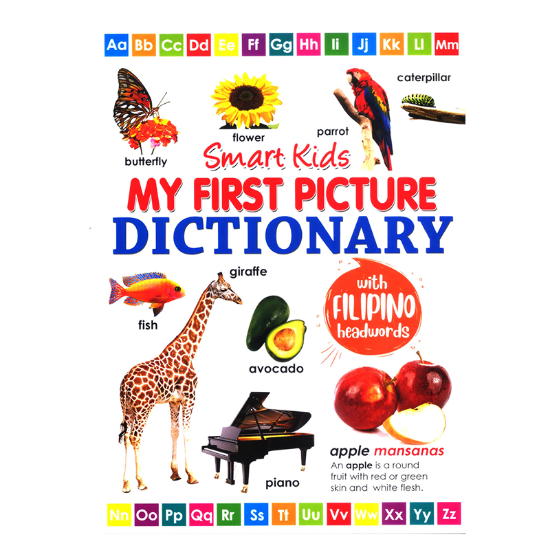 Aa Bb Cc Dd Ee Ff Gg Hh Ii Jj Kk Ll Mm
caterpillar
flower
parrot
butterfly
Smart Kids
MY FIRST PICTURE
DICTIONARY
giraffe
with
FILIPINO
headwords
fish
avocado
apple mansanas
An apple is a round
fruit with red or green
skin and white flesh.
piano
Nn Oo Pp Qq Rr Ss Tt Uu Vv Ww Xx Yy Zz